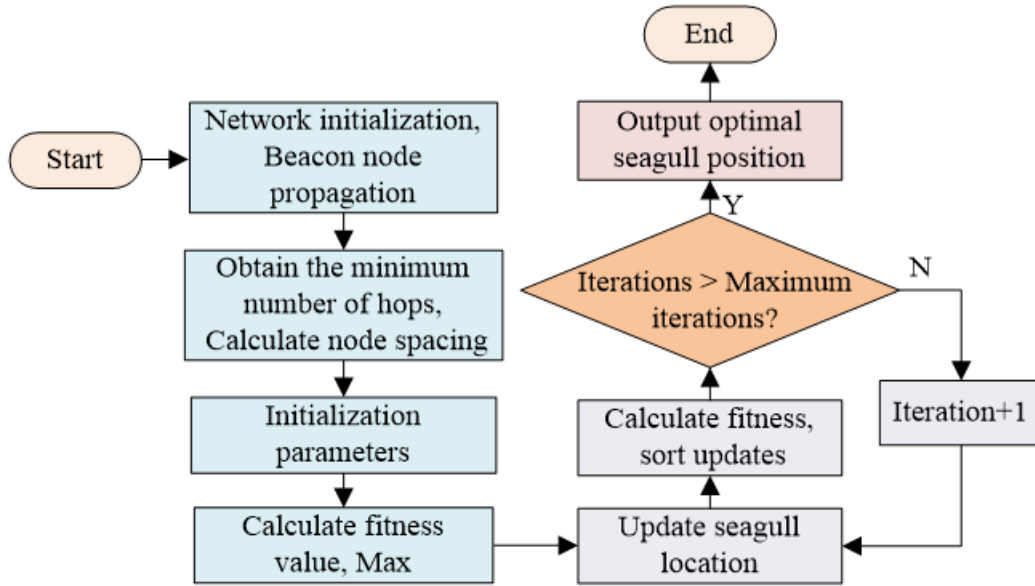 Start
Network initialization,
Beacon node
propagation
Obtain the minimum
number of hops,
Calculate node spacing
Initialization
parameters
Calculate fitness
value, Max
Update seagull
location
Calculate fitness,
sort updates
Iterations > Maximum
iterations?
N
Iteration+1
Y
Output optimal
seagull position
End